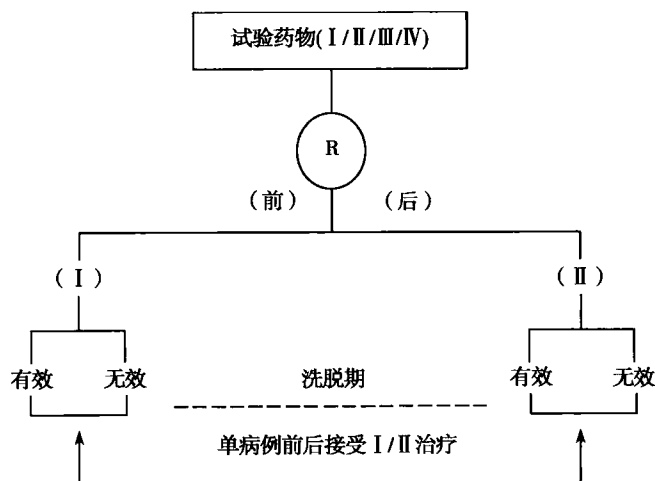 试验药物(Ⅰ/Ⅱ/Ⅲ/Ⅳ)
R
（前） （后）
（Ⅰ） （Ⅱ）
有效 无效 洗脱期 有效 无效
单病例前后接受Ⅰ/Ⅱ治疗